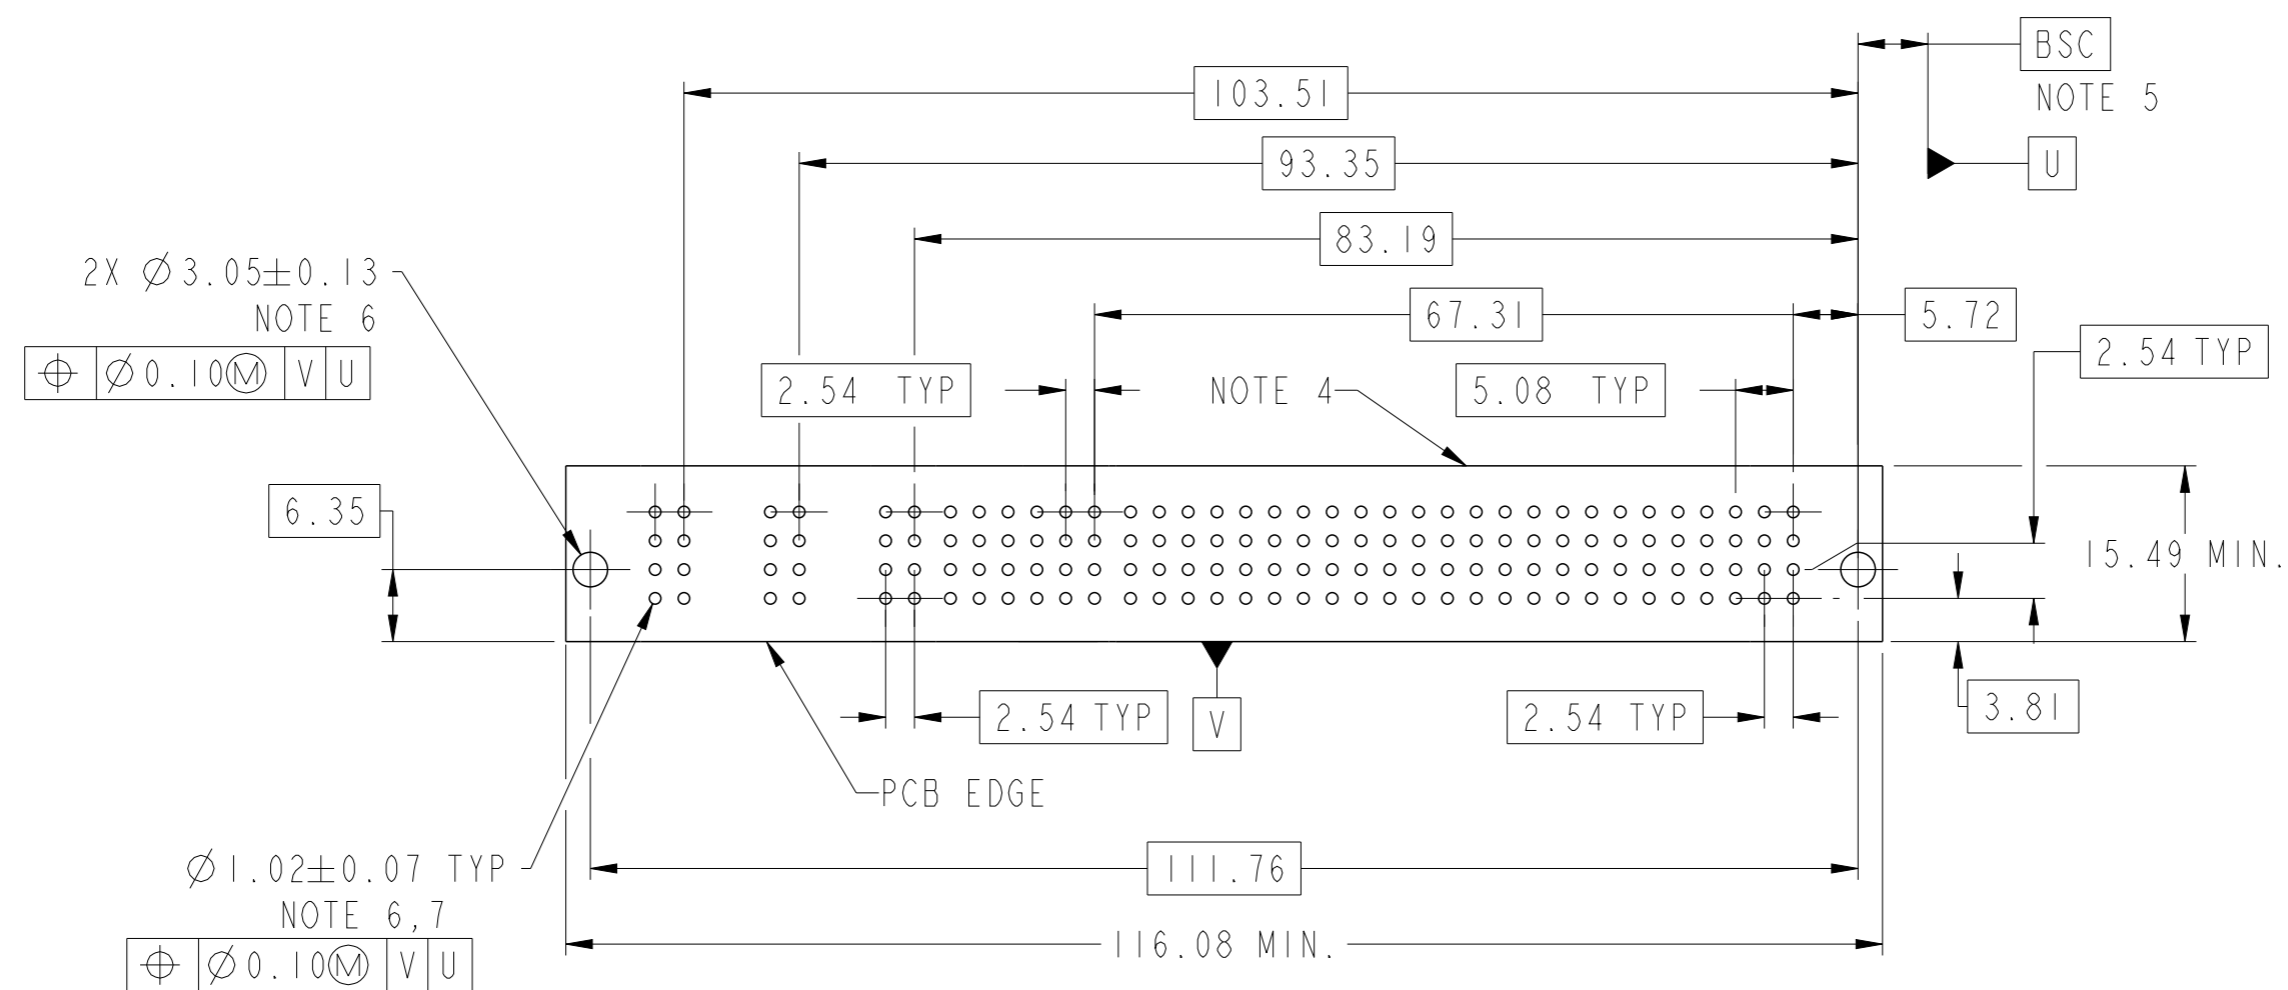 BSC
NOTE 5
103.51
93.35
U
83.19
2X ⌀3.05±0.13
NOTE 6
⌖ ⌀0.10Ⓜ V U
67.31
5.72
2.54 TYP
2.54 TYP
NOTE 4
5.08 TYP
6.35
15.49 MIN.
2.54 TYP
V
2.54 TYP
3.81
PCB EDGE
⌀1.02±0.07 TYP
NOTE 6,7
⌖ ⌀0.10Ⓜ V U
111.76
116.08 MIN.